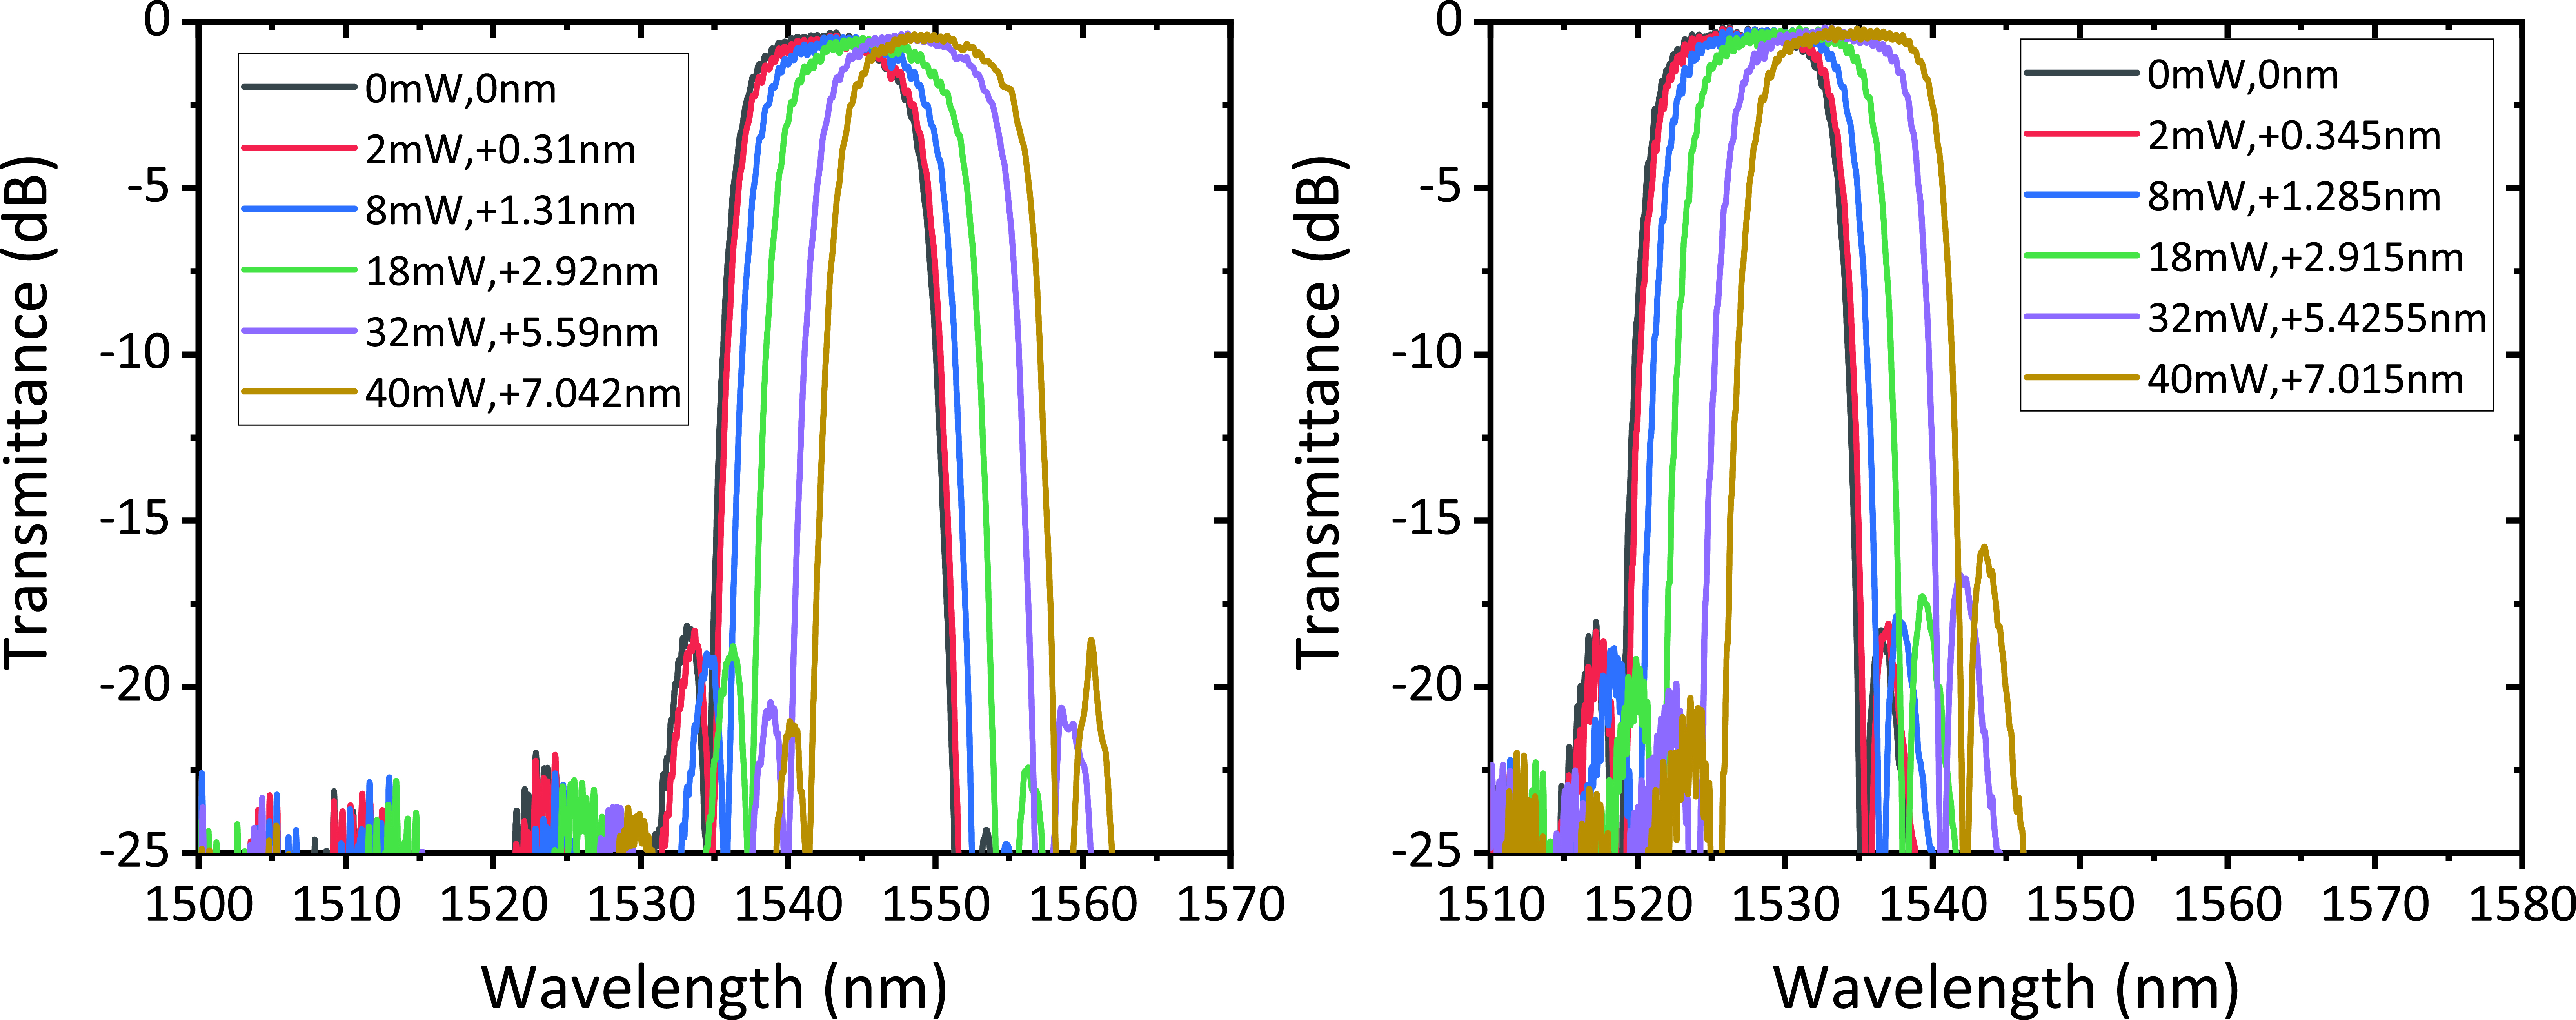 Transmittance (dB)
0
-5
-10
-15
-20
-25
0mW,0nm
2mW,+0.31nm
8mW,+1.31nm
18mW,+2.92nm
32mW,+5.59nm
40mW,+7.042nm
1500 1510 1520 1530 1540 1550 1560 1570
Wavelength (nm)
Transmittance (dB)
0
-5
-10
-15
-20
-25
0mW,0nm
2mW,+0.345nm
8mW,+1.285nm
18mW,+2.915nm
32mW,+5.4255nm
40mW,+7.015nm
1510 1520 1530 1540 1550 1560 1570 1580
Wavelength (nm)